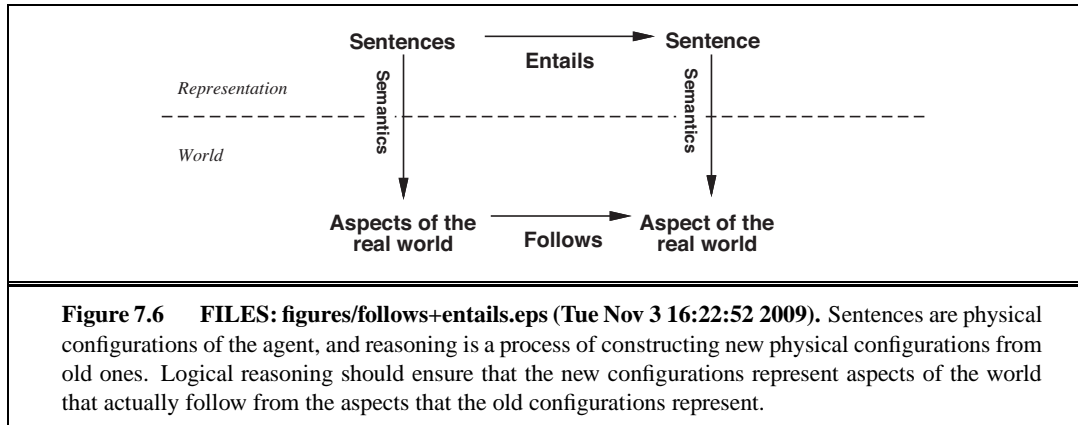 Sentences
Entails
Sentence
Semantics
Semantics
Representation
World
Aspects of the
real world
Follows
Aspect of the
real world
Figure 7.6 FILES: figures/follows+entails.eps (Tue Nov 3 16:22:52 2009). Sentences are physical
configurations of the agent, and reasoning is a process of constructing new physical configurations from
old ones. Logical reasoning should ensure that the new configurations represent aspects of the world
that actually follow from the aspects that the old configurations represent.